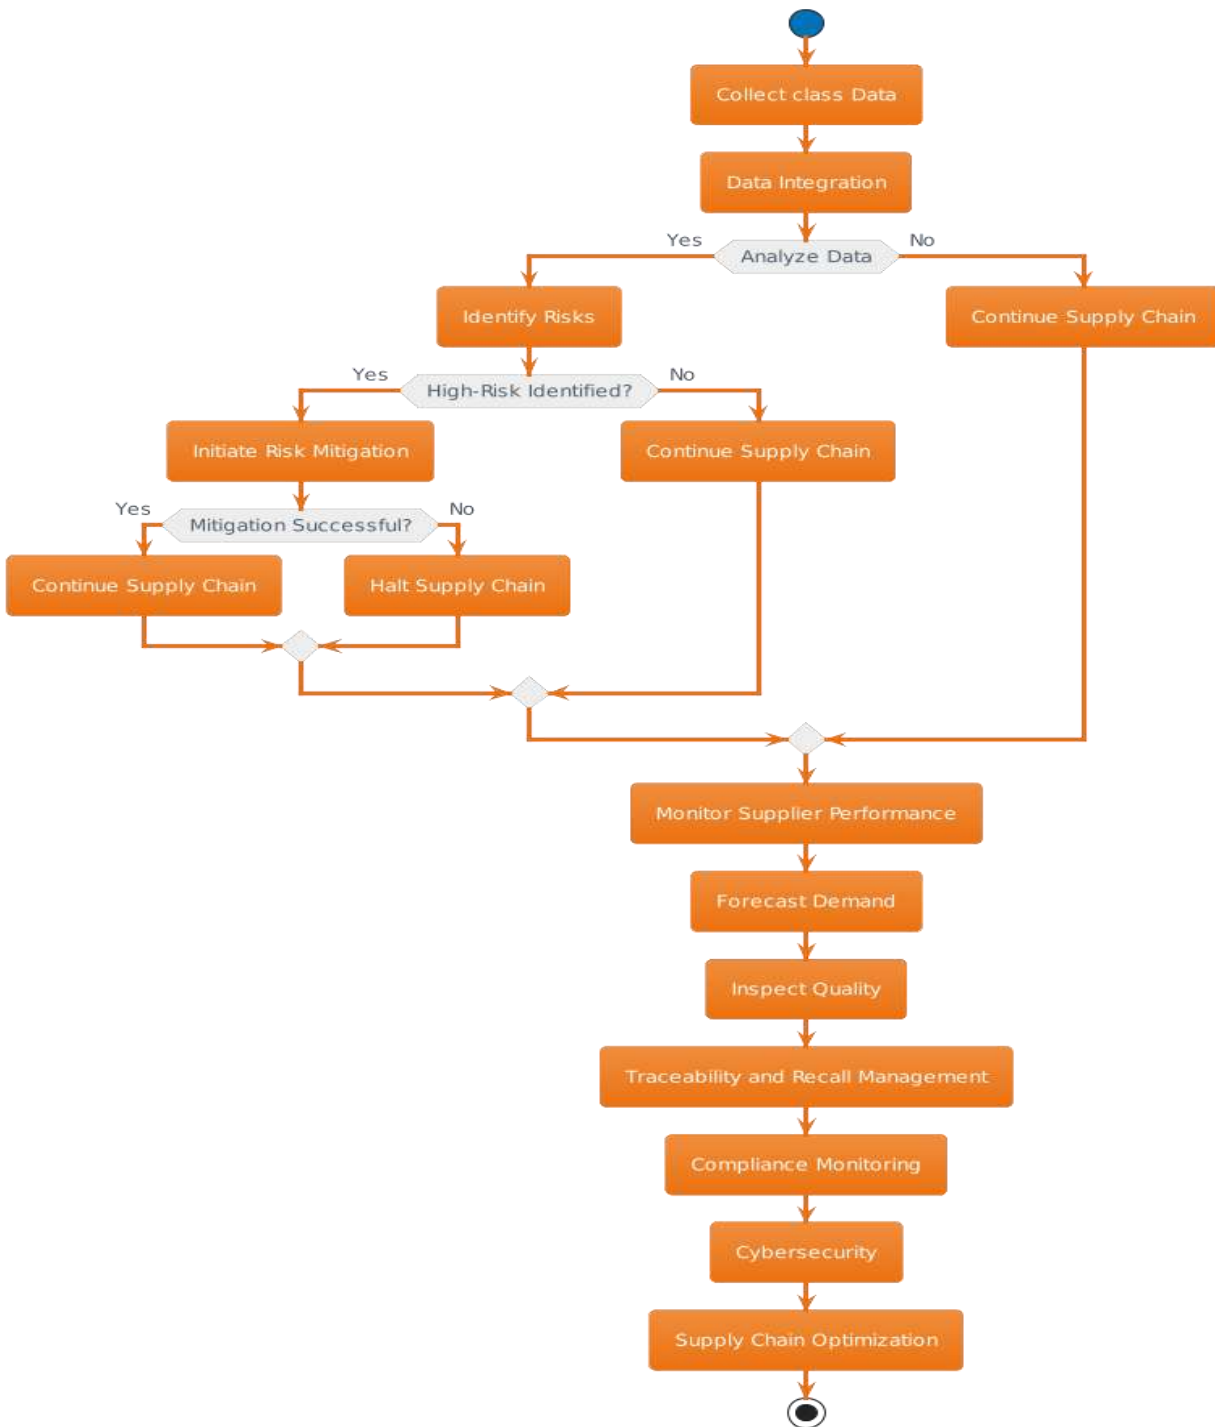 Collect class Data
Data Integration
Yes
Analyze Data
No
Identify Risks
Continue Supply Chain
Yes
High-Risk Identified?
No
Initiate Risk Mitigation
Continue Supply Chain
Yes
Mitigation Successful?
No
Continue Supply Chain
Halt Supply Chain
Monitor Supplier Performance
Forecast Demand
Inspect Quality
Traceability and Recall Management
Compliance Monitoring
Cybersecurity
Supply Chain Optimization